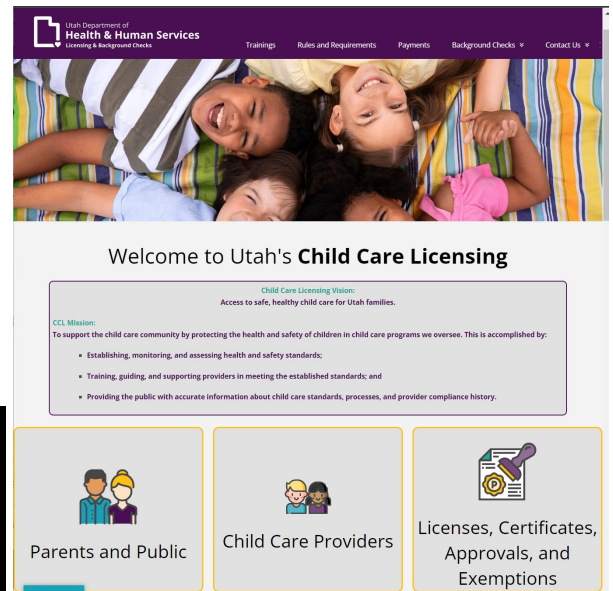 Utah Department of
Health & Human Services
Licensing & Background Checks
Trainings Rules and Requirements Payments Background Checks Contact Us
Welcome to Utah's Child Care Licensing
Child Care Licensing Vision:
Access to safe, healthy child care for Utah families.
CCL Mission:
To support the child care community by protecting the health and safety of children in child care programs we oversee. This is accomplished by:
Establishing, monitoring, and assessing health and safety standards;
Training, guiding, and supporting providers in meeting the established standards; and
Providing the public with accurate information about child care standards, processes, and provider compliance history.
Parents and Public
Child Care Providers
Licenses, Certificates,
Approvals, and
Exemptions